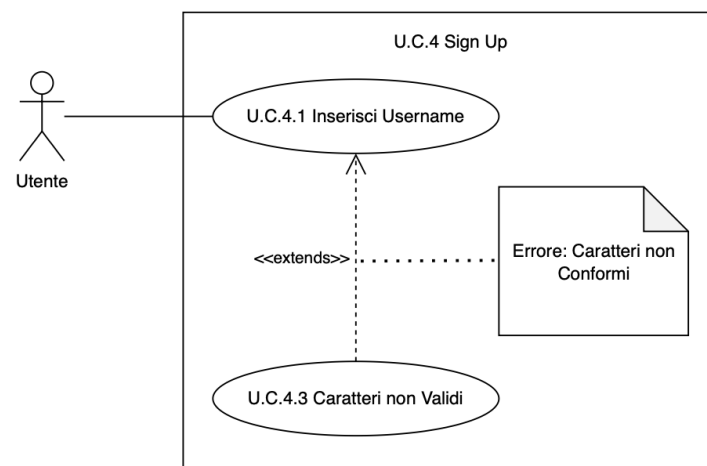 U.C.4 Sign Up
U.C.4.1 Inserisci Username
Utente
<<extends>>
Errore: Caratteri non
Conformi
U.C.4.3 Caratteri non Validi